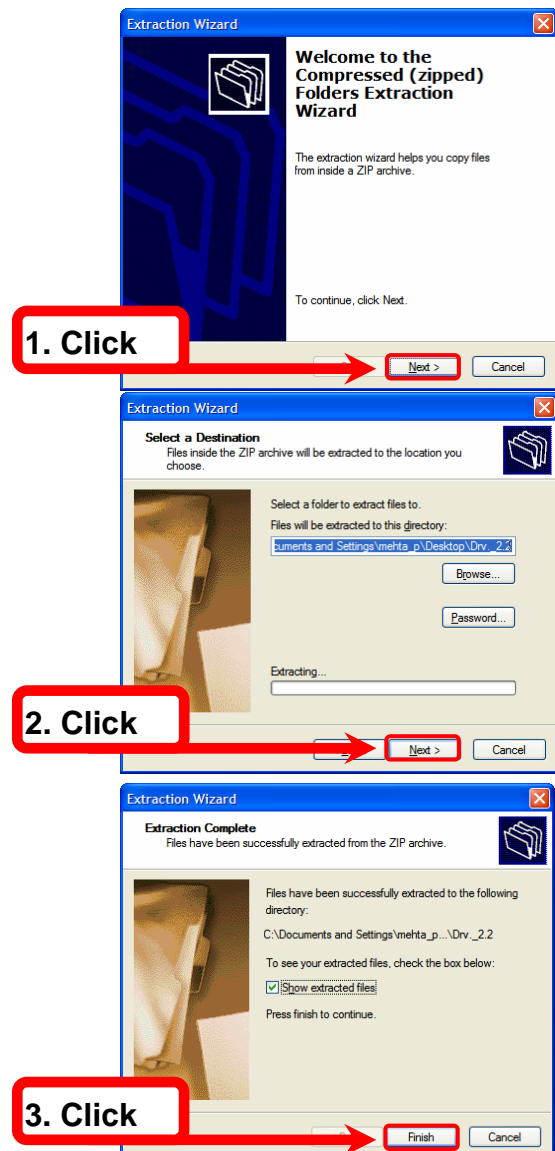 Extraction Wizard
Welcome to the
Compressed (zipped)
Folders Extraction
Wizard
The extraction wizard helps you copy files
from inside a ZIP archive.
To continue, click Next.
1. Click
Next >
Cancel
Extraction Wizard
Select a Destination
Files inside the ZIP archive will be extracted to the location you
choose.
Select a folder to extract files to.
Files will be extracted to this directory:
cuments and Settings\mehta_p\Desktop\Drv._2.2
Browse...
Password...
Extracting...
2. Click
Next >
Cancel
Extraction Wizard
Extraction Complete
Files have been successfully extracted from the ZIP archive.
Files have been successfully extracted to the following
directory:
C:\Documents and Settings\mehta_p...\Drv._2.2
To see your extracted files, check the box below:
Show extracted files
Press finish to continue.
3. Click
Finish
Cancel